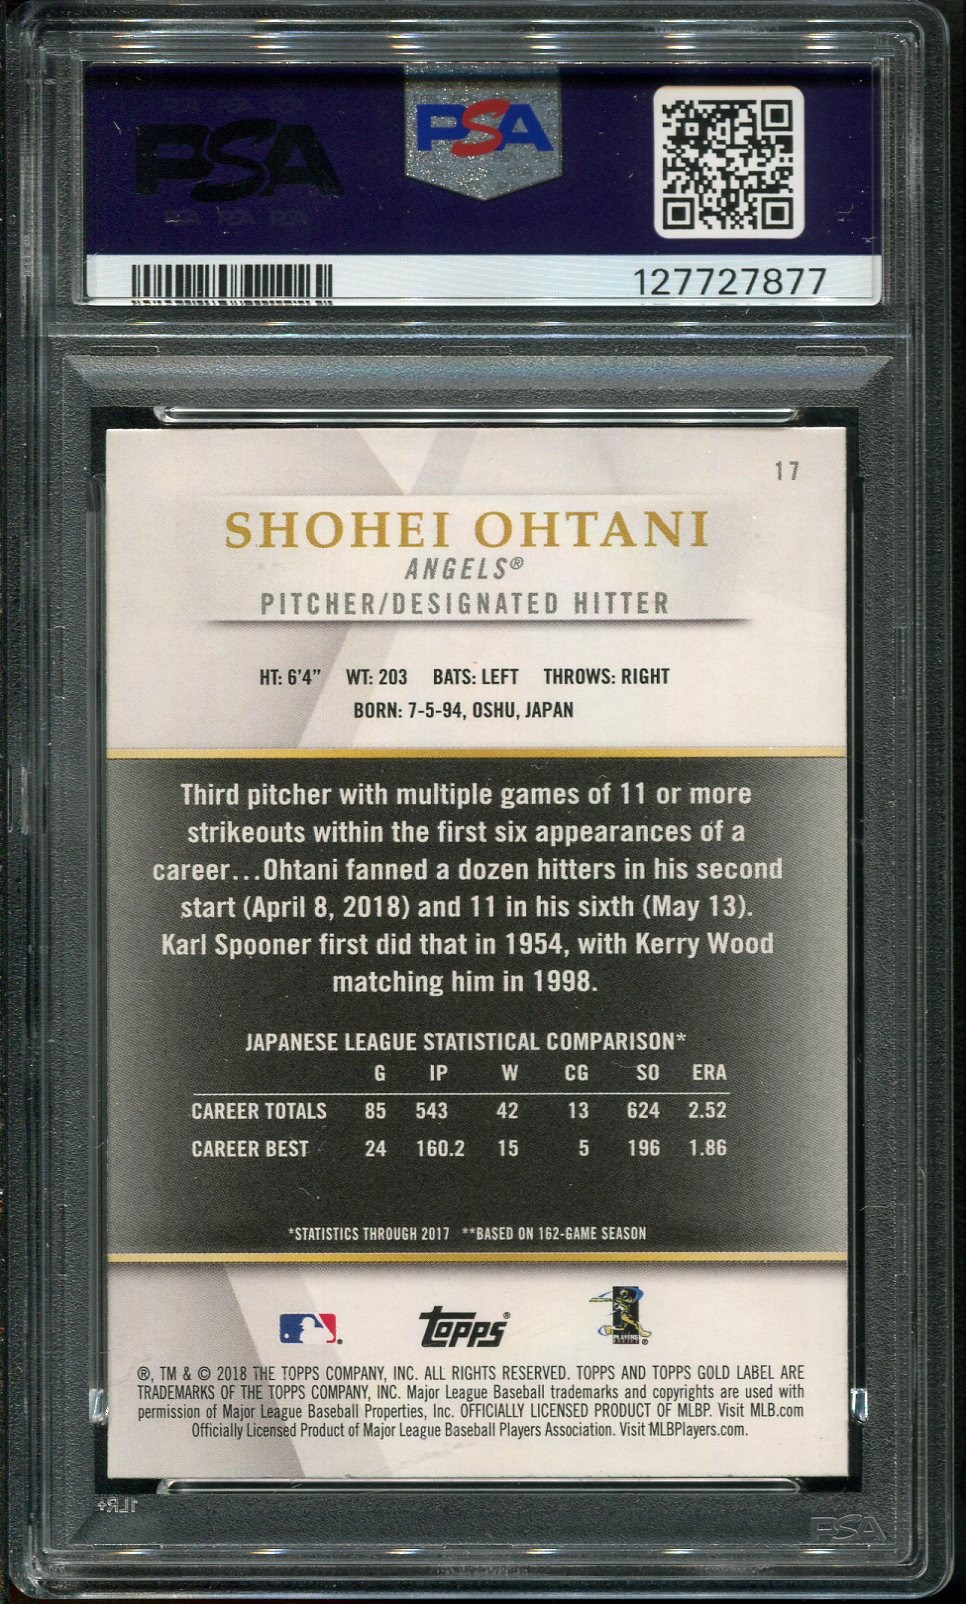 PSA
PSA
127727877
17
SHOHEI OHTANI
ANGELS®
PITCHER/DESIGNATED HITTER
HT: 6'4" WT: 203 BATS: LEFT THROWS: RIGHT
BORN: 7-5-94, OSHU, JAPAN
Third pitcher with multiple games of 11 or more
strikeouts within the first six appearances of a
career...Ohtani fanned a dozen hitters in his second
start (April 8, 2018) and 11 in his sixth (May 13).
Karl Spooner first did that in 1954, with Kerry Wood
matching him in 1998.
JAPANESE LEAGUE STATISTICAL COMPARISON*
G IP W CG SO ERA
CAREER TOTALS 85 543 42 13 624 2.52
CAREER BEST 24 160.2 15 5 196 1.86
*STATISTICS THROUGH 2017 **BASED ON 162-GAME SEASON
topps®
®, TM & © 2018 THE TOPPS COMPANY, INC. ALL RIGHTS RESERVED. TOPPS AND TOPPS GOLD LABEL ARE
TRADEMARKS OF THE TOPPS COMPANY, INC. Major League Baseball trademarks and copyrights are used with
permission of Major League Baseball Properties, Inc. OFFICIALLY LICENSED PRODUCT OF MLBP. Visit MLB.com
Officially Licensed Product of Major League Baseball Players Association. Visit MLBPlayers.com.
PSA